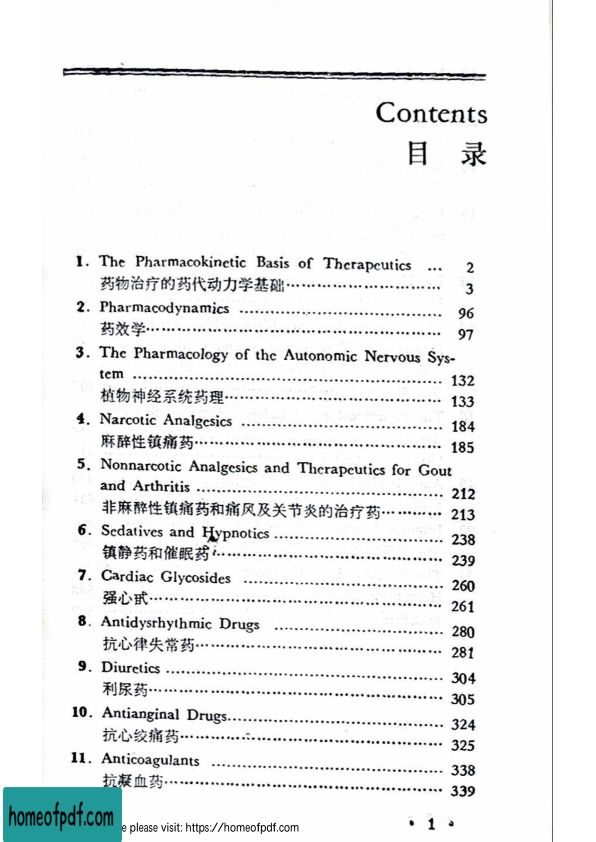 Contents
目 录
1. The Pharmacokinetic Basis of Therapeutics ... 2
药物治疗的药代动力学基础 ………………………… 3
2. Pharmacodynamics ........................................ 96
药效学 …………………………………………………… 97
3. The Pharmacology of the Autonomic Nervous Sys-
tem ............................................................ 132
植物神经系统药理 ……………………………………… 133
4. Narcotic Analgesics ........................................ 184
麻醉性镇痛药 …………………………………………… 185
5. Nonnarcotic Analgesics and Therapeutics for Gout
and Arthritis ................................................ 212
非麻醉性镇痛药和痛风及关节炎的治疗药 ………… 213
6. Sedatives and Hypnotics ................................. 238
镇静药和催眠药 ………………………………………… 239
7. Cardiac Glycosides ....................................... 260
强心甙 …………………………………………………… 261
8. Antidysrhythmic Drugs ................................. 280
抗心律失常药 …………………………………………… 281
9. Diuretics ...................................................... 304
利尿药 …………………………………………………… 305
10. Antianginal Drugs.......................................... 324
抗心绞痛药 ……………………………………………… 325
11. Anticoagulants ............................................. 338
抗凝血药 ………………………………………………… 339
homeofpdf.com
e please visit: https://homeofpdf.com
• 1 •